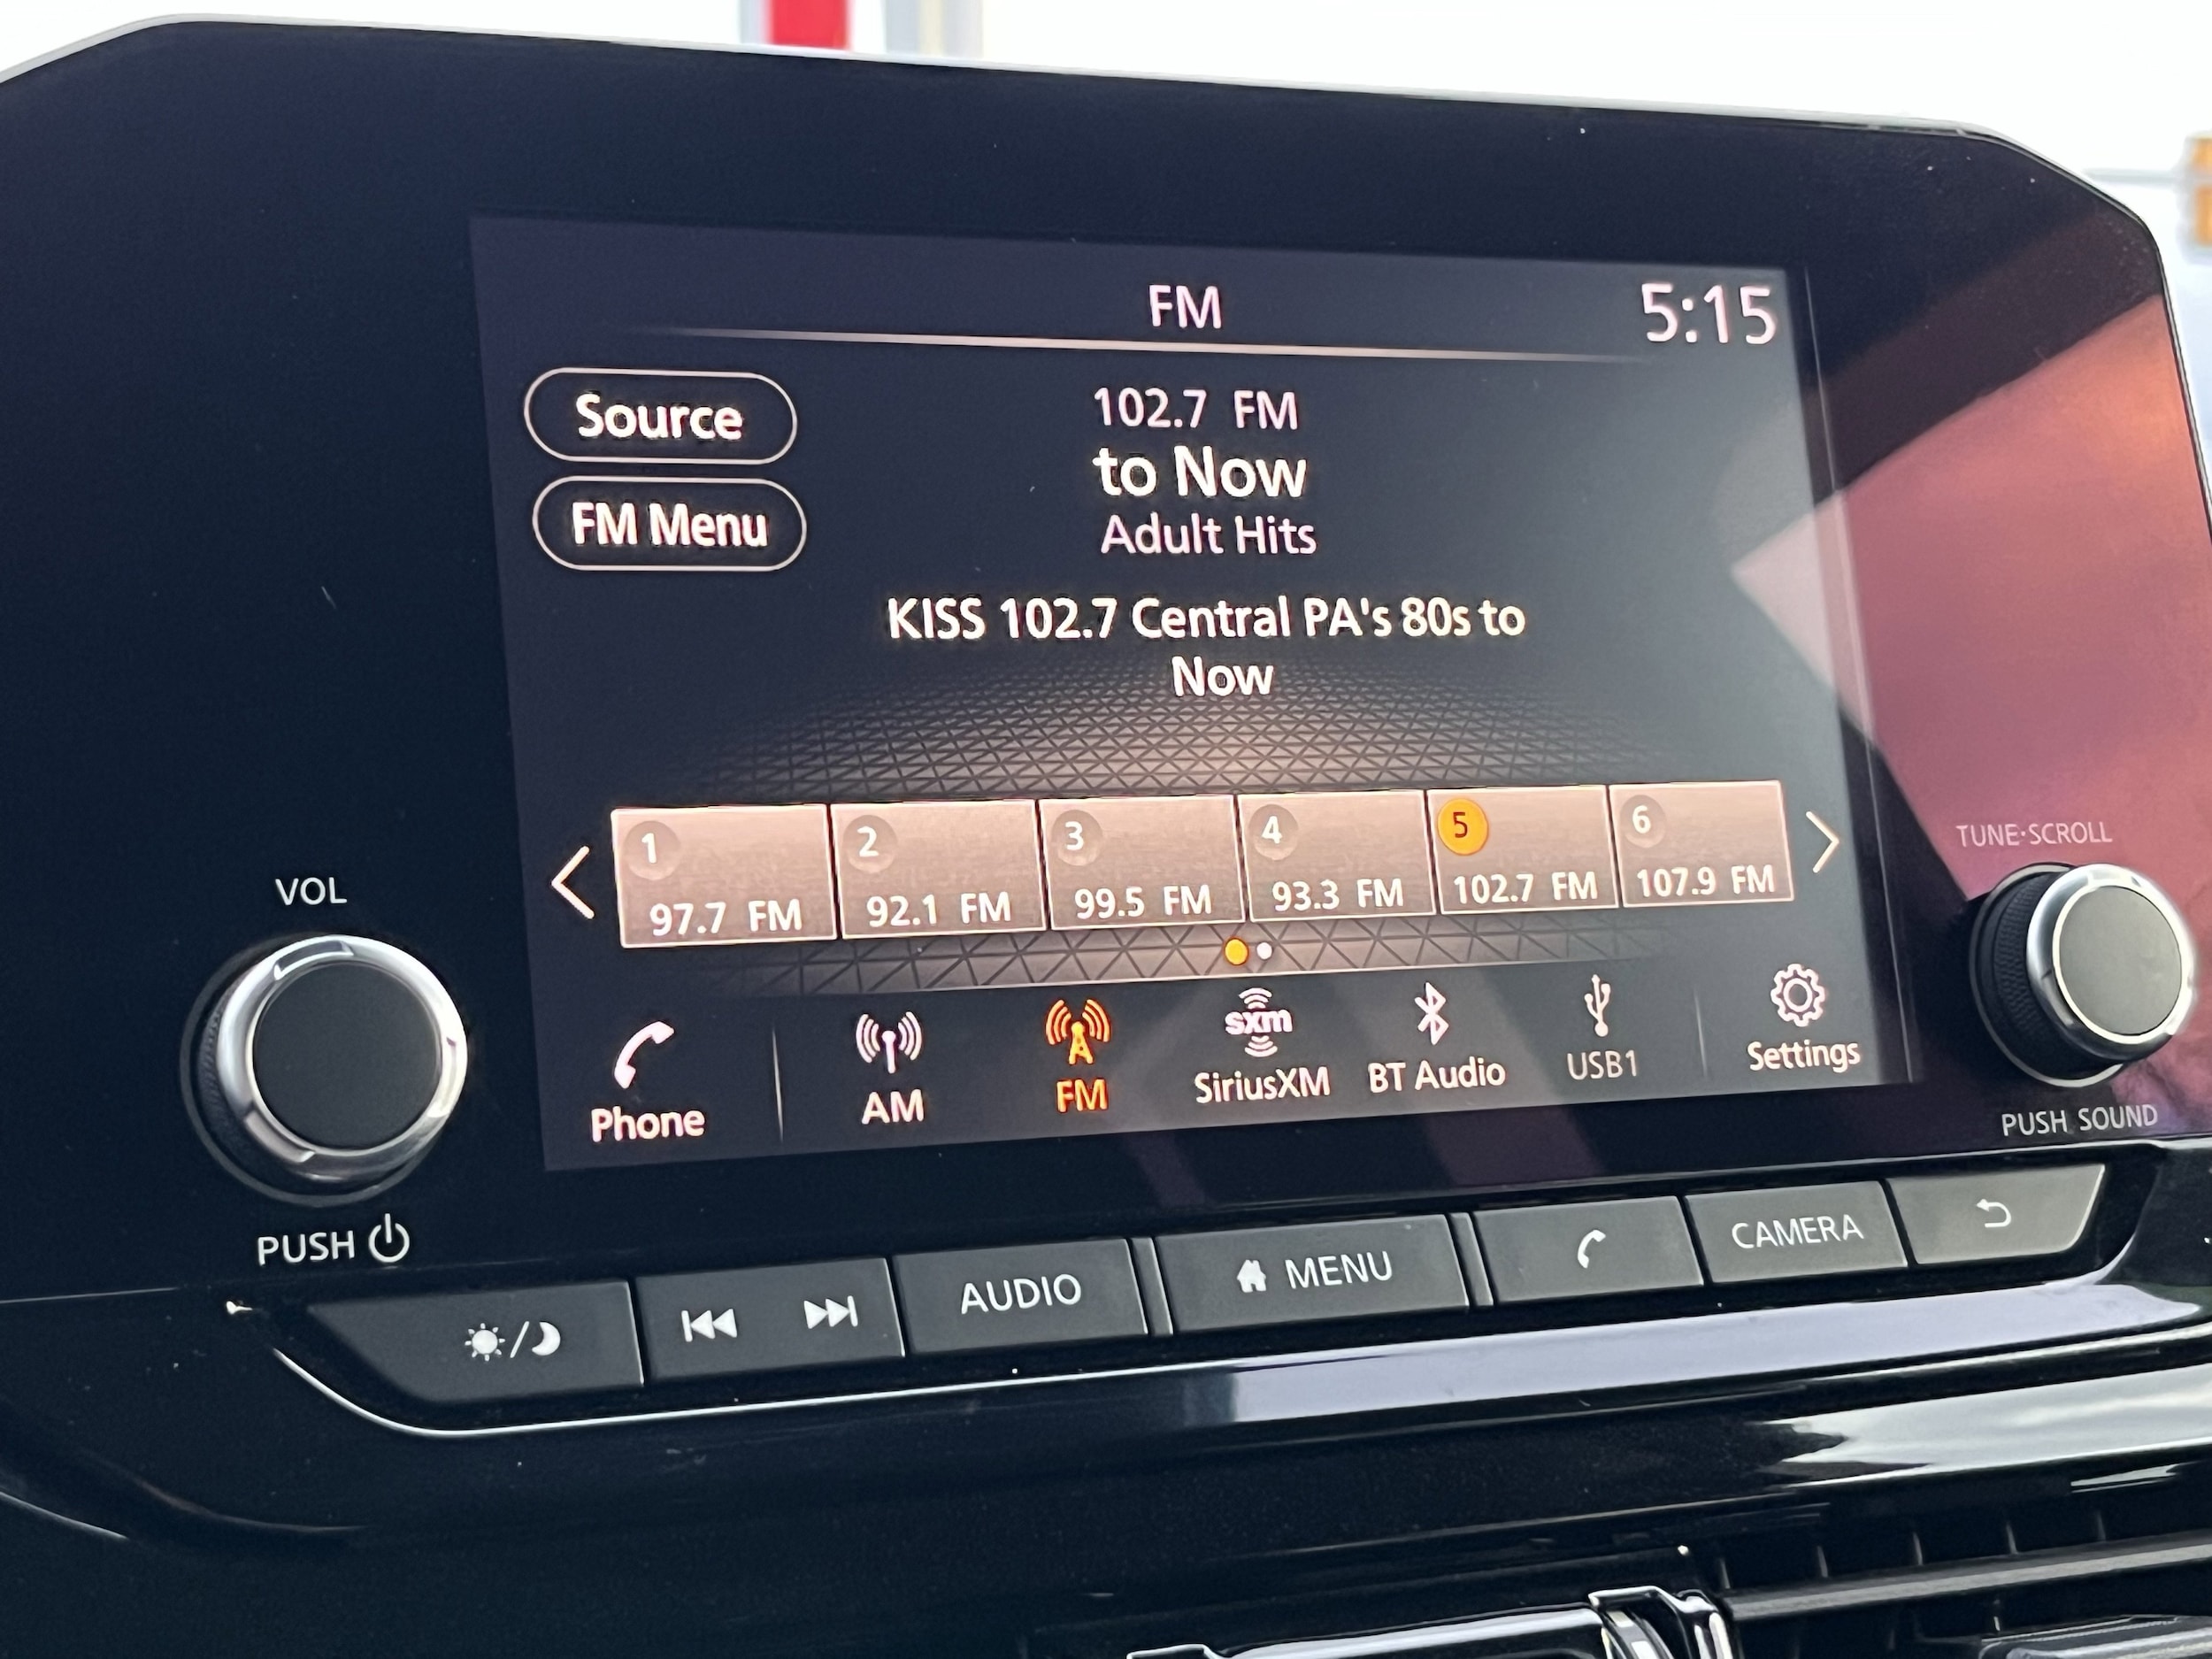 FM
5:15
Source
102.7 FM
to Now
FM Menu
Adult Hits
KISS 102.7 Central PA's 80s to
Now
1
2
3
4
5
6
97.7 FM
92.1 FM
99.5 FM
93.3 FM
102.7 FM
107.9 FM
TUNE·SCROLL
VOL
sxm
Phone
AM
FM
SiriusXM
BT Audio
USB1
Settings
PUSH SOUND
PUSH
AUDIO
MENU
CAMERA